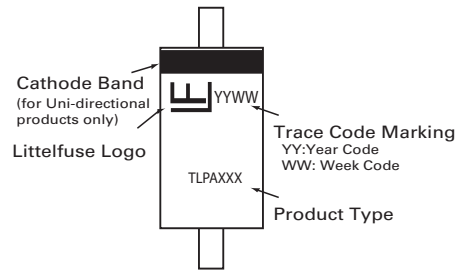 Cathode Band
(for Uni-directional
products only)
Littelfuse Logo
YYWW
Trace Code Marking
YY:Year Code
WW: Week Code
TLPAXXX
Product Type